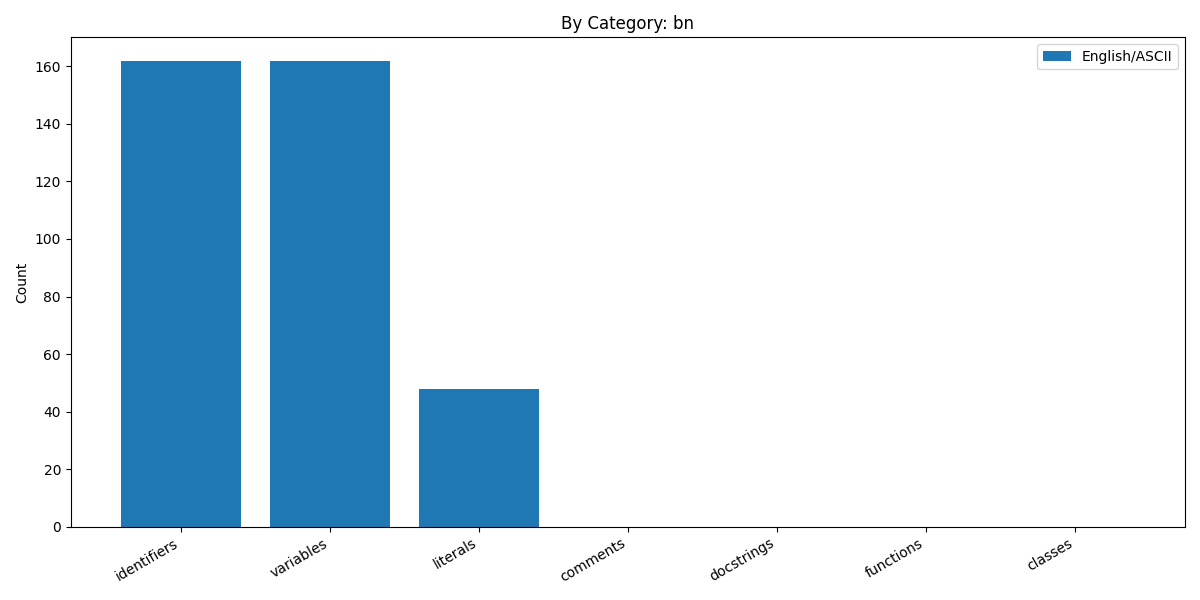 By Category: bn
English/ASCII
Count
160
140
120
100
80
60
40
20
0
identifiers
variables
literals
comments
docstrings
functions
classes